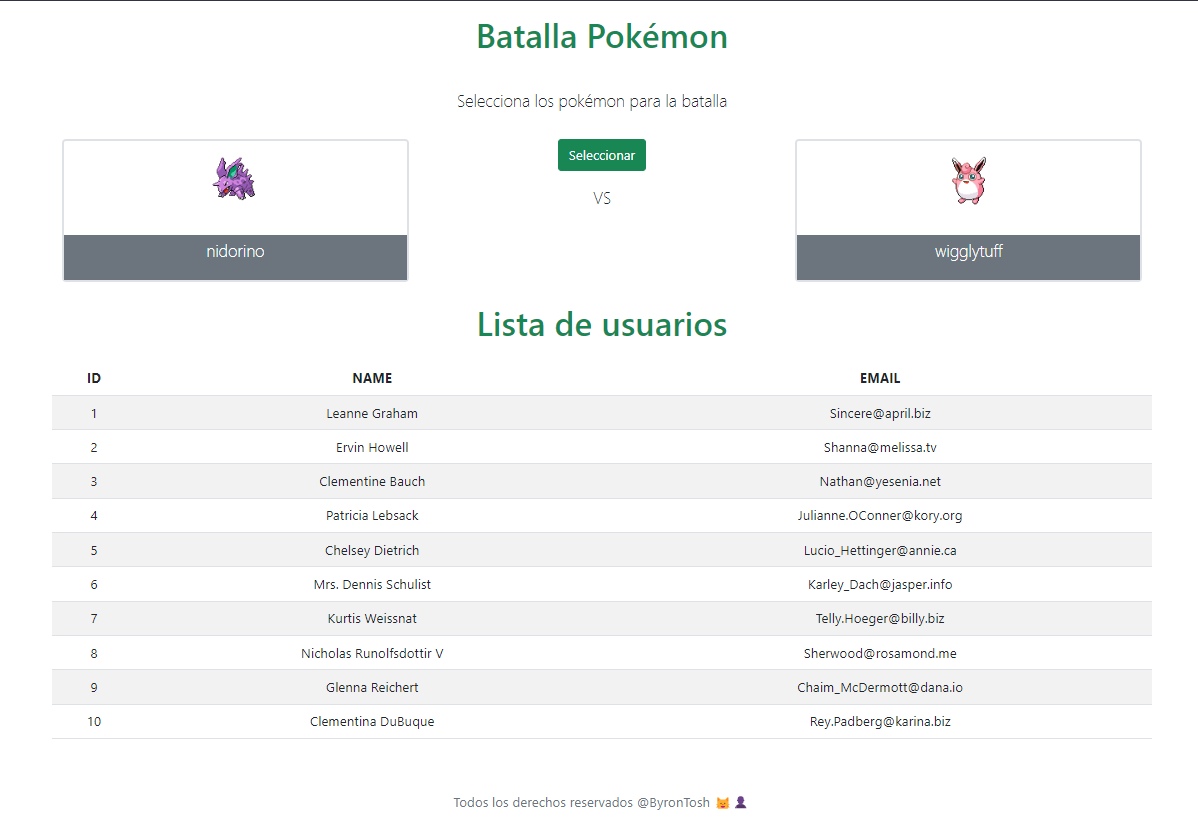 Batalla Pokémon
Selecciona los pokémon para la batalla
Seleccionar
VS
nidorino
wigglytuff
Lista de usuarios
ID NAME EMAIL
1 Leanne Graham Sincere@april.biz
2 Ervin Howell Shanna@melissa.tv
3 Clementine Bauch Nathan@yesenia.net
4 Patricia Lebsack Julianne.OConner@kory.org
5 Chelsey Dietrich Lucio_Hettinger@annie.ca
6 Mrs. Dennis Schulist Karley_Dach@jasper.info
7 Kurtis Weissnat Telly.Hoeger@billy.biz
8 Nicholas Runolfsdottir V Sherwood@rosamond.me
9 Glenna Reichert Chaim_McDermott@dana.io
10 Clementina DuBuque Rey.Padberg@karina.biz
Todos los derechos reservados @ByronTosh 😺👤